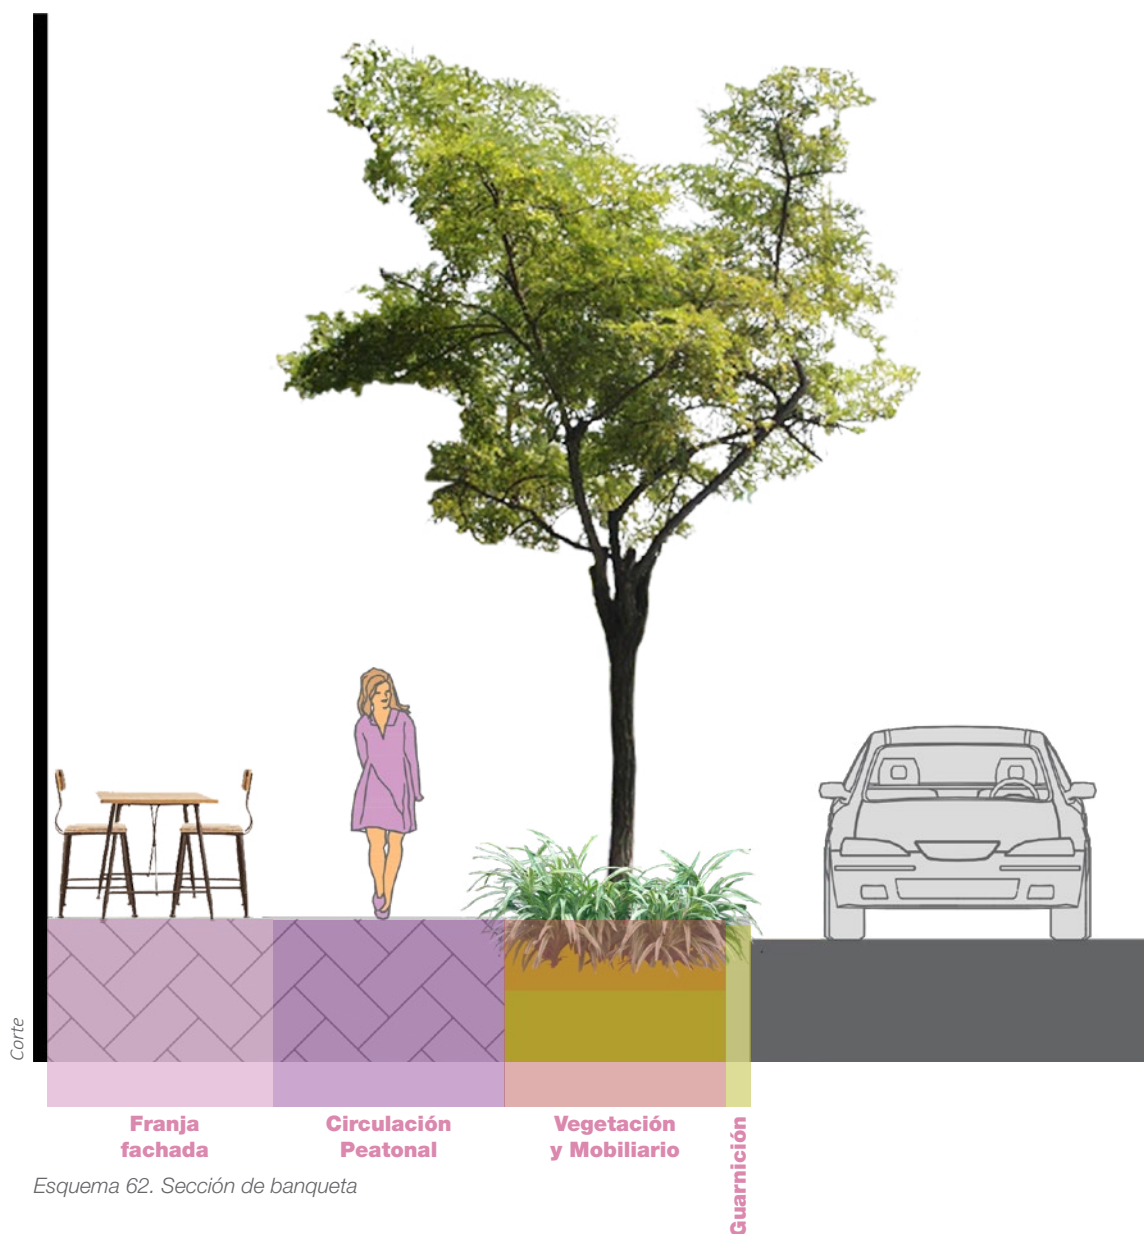 Corte
Franja
fachada
Circulación
Peatonal
Vegetación
y Mobiliario
Guarnición
Esquema 62. Sección de banqueta